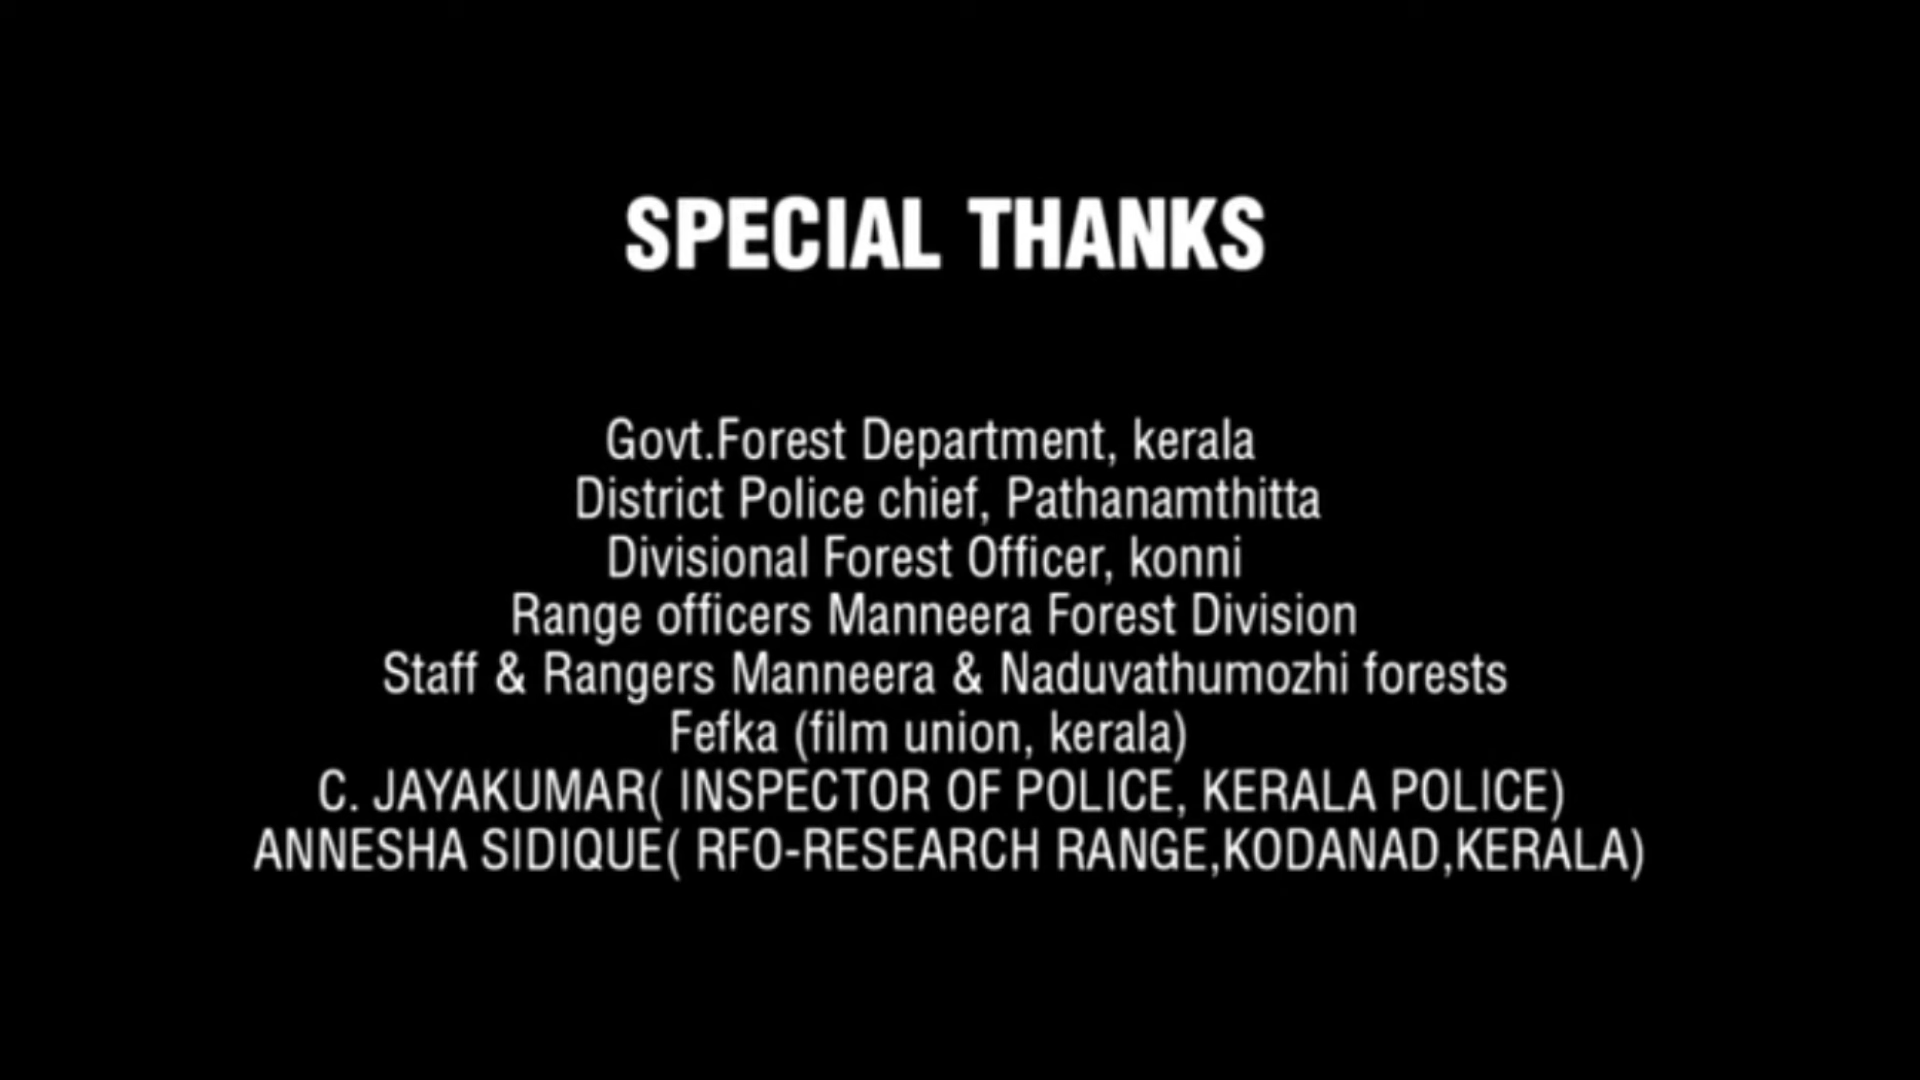 SPECIAL THANKS
Govt.Forest Department, kerala
District Police chief, Pathanamthitta
Divisional Forest Officer, konni
Range officers Manneera Forest Division
Staff & Rangers Manneera & Naduvathumozhi forests
Fefka (film union, kerala)
C. JAYAKUMAR( INSPECTOR OF POLICE, KERALA POLICE)
ANNESHA SIDIQUE( RFO-RESEARCH RANGE,KODANAD,KERALA)